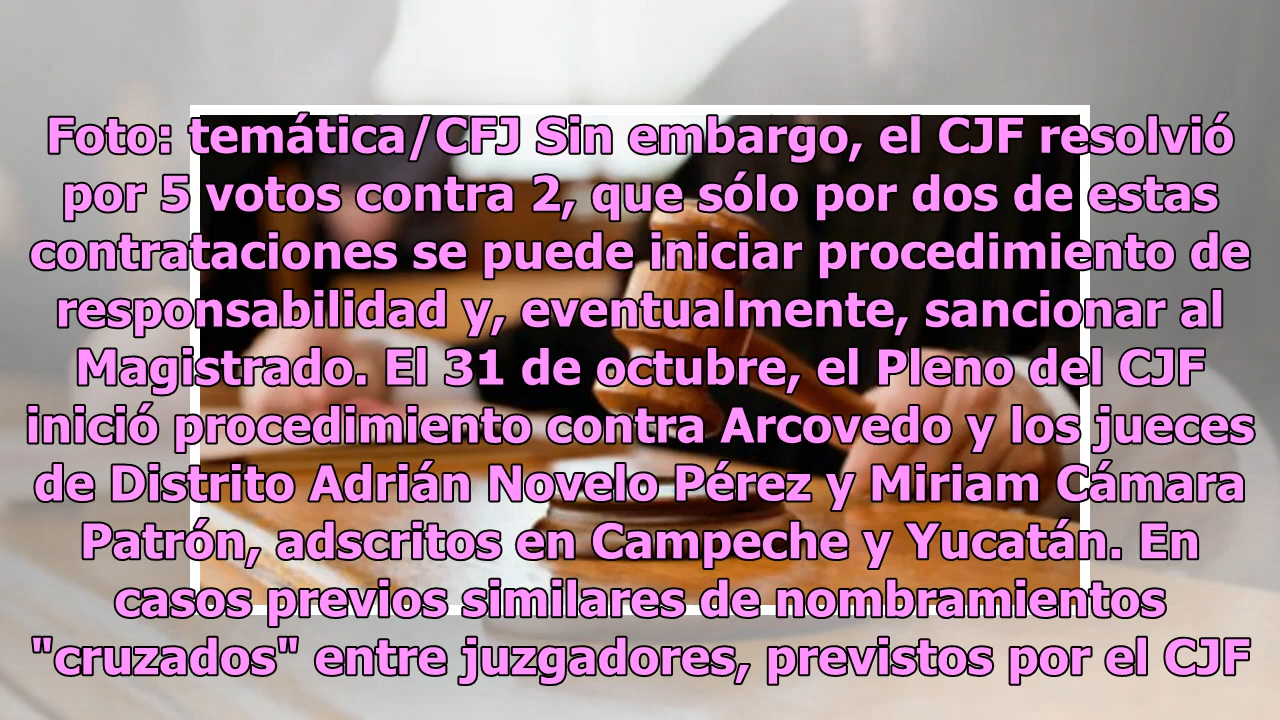 Foto: temática/CFJ Sin embargo, el CJF resolvió
por 5 votos contra 2, que sólo por dos de estas
contrataciones se puede iniciar procedimiento de
responsabilidad y, eventualmente, sancionar al
Magistrado. El 31 de octubre, el Pleno del CJF
inició procedimiento contra Arcovedo y los jueces
de Distrito Adrián Novelo Pérez y Miriam Cámara
Patrón, adscritos en Campeche y Yucatán. En
casos previos similares de nombramientos
"cruzados" entre juzgadores, previstos por el CJF